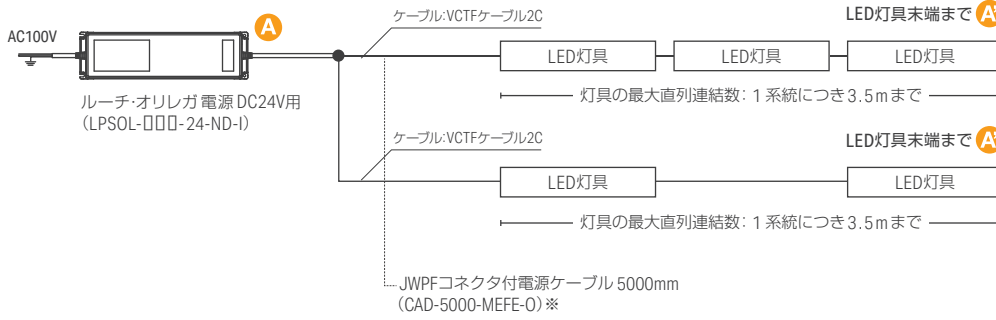 ケーブル:VCTFケーブル2C
LED灯具末端まで A
A
AC100V
LED灯具
LED灯具
LED灯具
灯具の最大直列連結数: 1系統につき3.5mまで
ルーチ・オリレガ 電源 DC24V用
(LPSOL-▯▯▯-24-ND-I)
ケーブル:VCTFケーブル2C
LED灯具末端まで A
LED灯具
LED灯具
灯具の最大直列連結数: 1系統につき3.5mまで
JWPFコネクタ付電源ケーブル 5000mm
(CAD-5000-MEFE-O)※